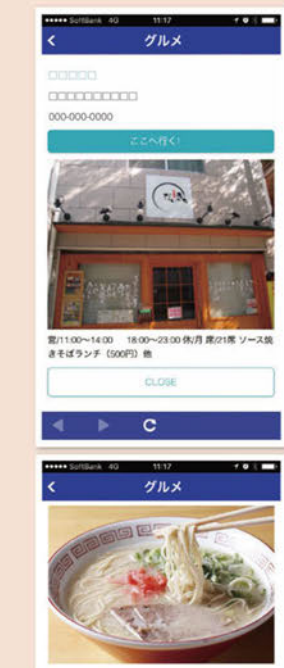 SoftBank 4G 11:17
グルメ
□□□□□
□□□□□□□□□□
000-000-0000
ここへ行く!
営/11:00〜14:00 18:00〜23:00 休/月 席/21席 ソース焼
きそばランチ（500円）他
CLOSE
SoftBank 4G 11:17
グルメ